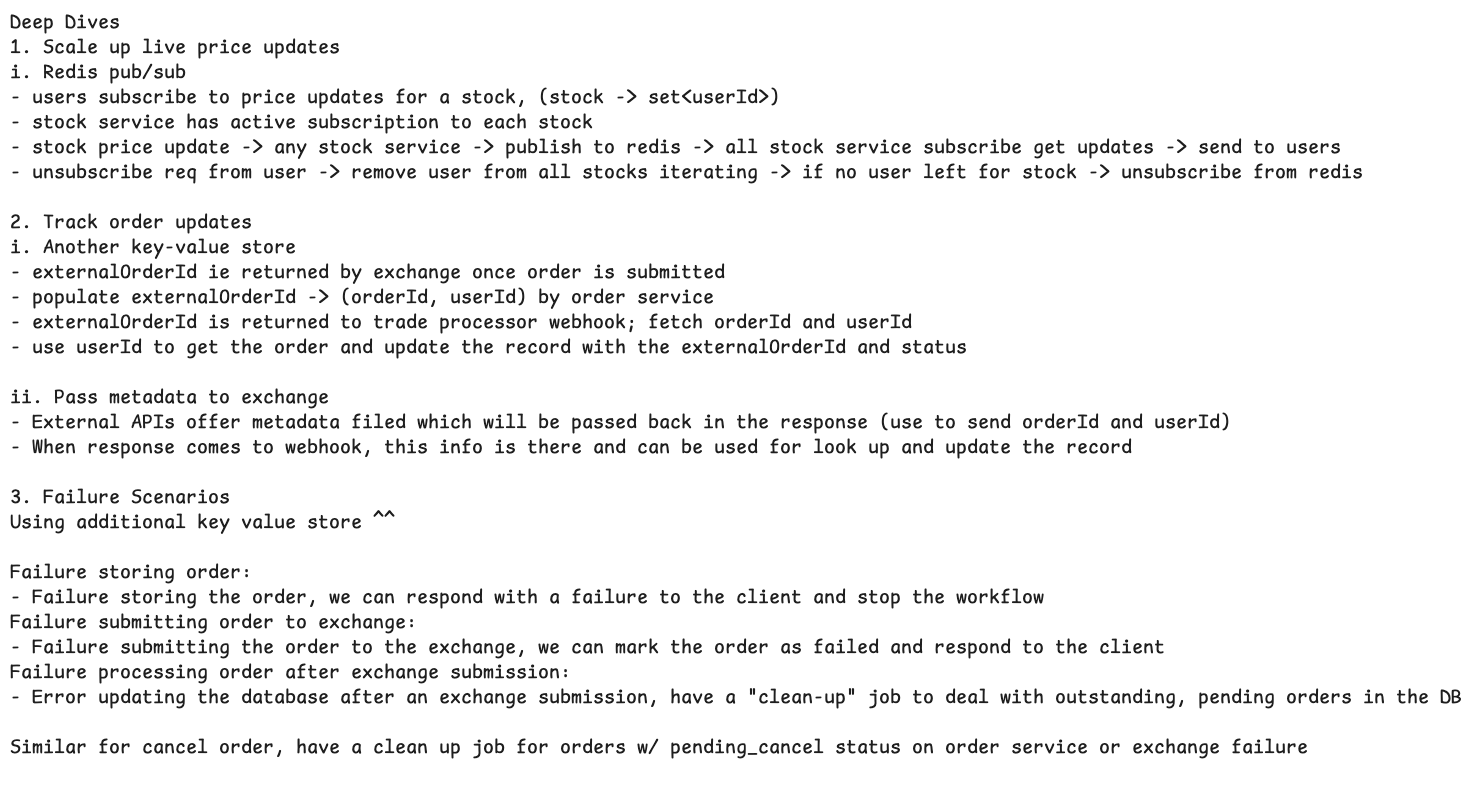 Deep Dives
1. Scale up live price updates
i. Redis pub/sub
- users subscribe to price updates for a stock, (stock -> set<userId>)
- stock service has active subscription to each stock
- stock price update -> any stock service -> publish to redis -> all stock service subscribe get updates -> send to users
- unsubscribe req from user -> remove user from all stocks iterating -> if no user left for stock -> unsubscribe from redis
2. Track order updates
i. Another key-value store
- externalOrderId ie returned by exchange once order is submitted
- populate externalOrderId -> (orderId, userId) by order service
- externalOrderId is returned to trade processor webhook; fetch orderId and userId
- use userId to get the order and update the record with the externalOrderId and status
ii. Pass metadata to exchange
- External APIs offer metadata filed which will be passed back in the response (use to send orderId and userId)
- When response comes to webhook, this info is there and can be used for look up and update the record
3. Failure Scenarios
Using additional key value store ^^
Failure storing order:
- Failure storing the order, we can respond with a failure to the client and stop the workflow
Failure submitting order to exchange:
- Failure submitting the order to the exchange, we can mark the order as failed and respond to the client
Failure processing order after exchange submission:
- Error updating the database after an exchange submission, have a "clean-up" job to deal with outstanding, pending orders in the DB
Similar for cancel order, have a clean up job for orders w/ pending_cancel status on order service or exchange failure